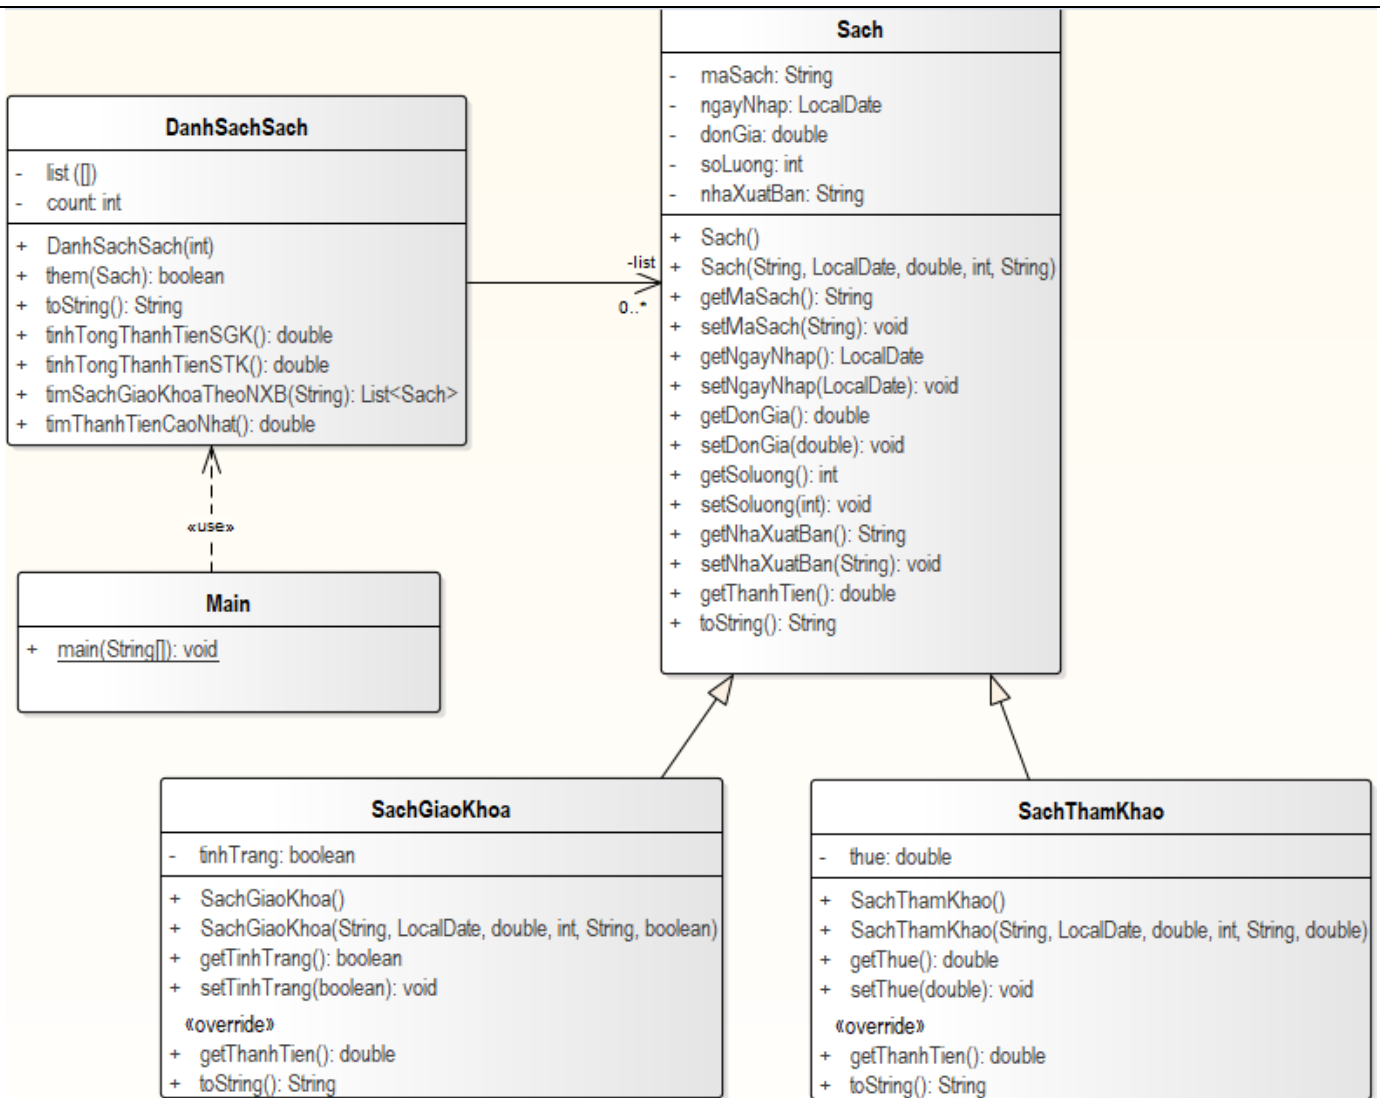 DanhSachSach
- list ([])
- count: int
+ DanhSachSach(int)
+ them(Sach): boolean
+ toString(): String
+ tinhTongThanhTienSGK(): double
+ tinhTongThanhTienSTK(): double
+ timSachGiaoKhoaTheoNXB(String): List<Sach>
+ timThanhTienCaoNhat(): double
-list
0..*
Sach
- maSach: String
- ngayNhap: LocalDate
- donGia: double
- soLuong: int
- nhaXuatBan: String
+ Sach()
+ Sach(String, LocalDate, double, int, String)
+ getMaSach(): String
+ setMaSach(String): void
+ getNgayNhap(): LocalDate
+ setNgayNhap(LocalDate): void
+ getDonGia(): double
+ setDonGia(double): void
+ getSoluong(): int
+ setSoluong(int): void
+ getNhaXuatBan(): String
+ setNhaXuatBan(String): void
+ getThanhTien(): double
+ toString(): String
«use»
Main
+ main(String[]): void
SachGiaoKhoa
- tinhTrang: boolean
+ SachGiaoKhoa()
+ SachGiaoKhoa(String, LocalDate, double, int, String, boolean)
+ getTinhTrang(): boolean
+ setTinhTrang(boolean): void
«override»
+ getThanhTien(): double
+ toString(): String
SachThamKhao
- thue: double
+ SachThamKhao()
+ SachThamKhao(String, LocalDate, double, int, String, double)
+ getThue(): double
+ setThue(double): void
«override»
+ getThanhTien(): double
+ toString(): String